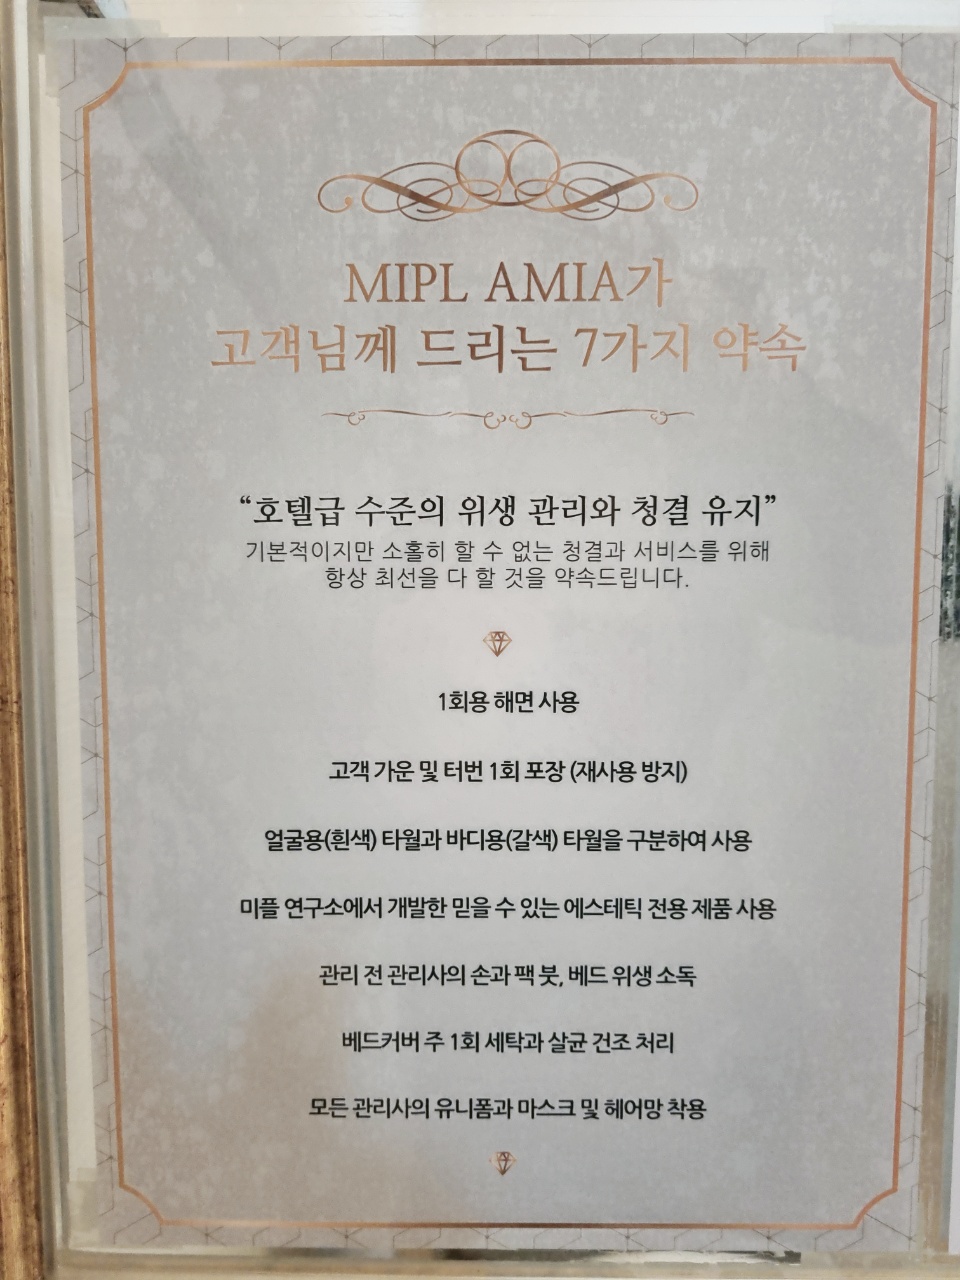 MIPL AMIA가
고객님께 드리는 7가지 약속
“호텔급 수준의 위생 관리와 청결 유지”
기본적이지만 소홀히 할 수 없는 청결과 서비스를 위해
항상 최선을 다 할 것을 약속드립니다.
1회용 해면 사용
고객 가운 및 터번 1회 포장 (재사용 방지)
얼굴용(흰색) 타월과 바디용(갈색) 타월을 구분하여 사용
미플 연구소에서 개발한 믿을 수 있는 에스테틱 전용 제품 사용
관리 전 관리사의 손과 팩 붓, 베드 위생 소독
베드커버 주 1회 세탁과 살균 건조 처리
모든 관리사의 유니폼과 마스크 및 헤어망 착용